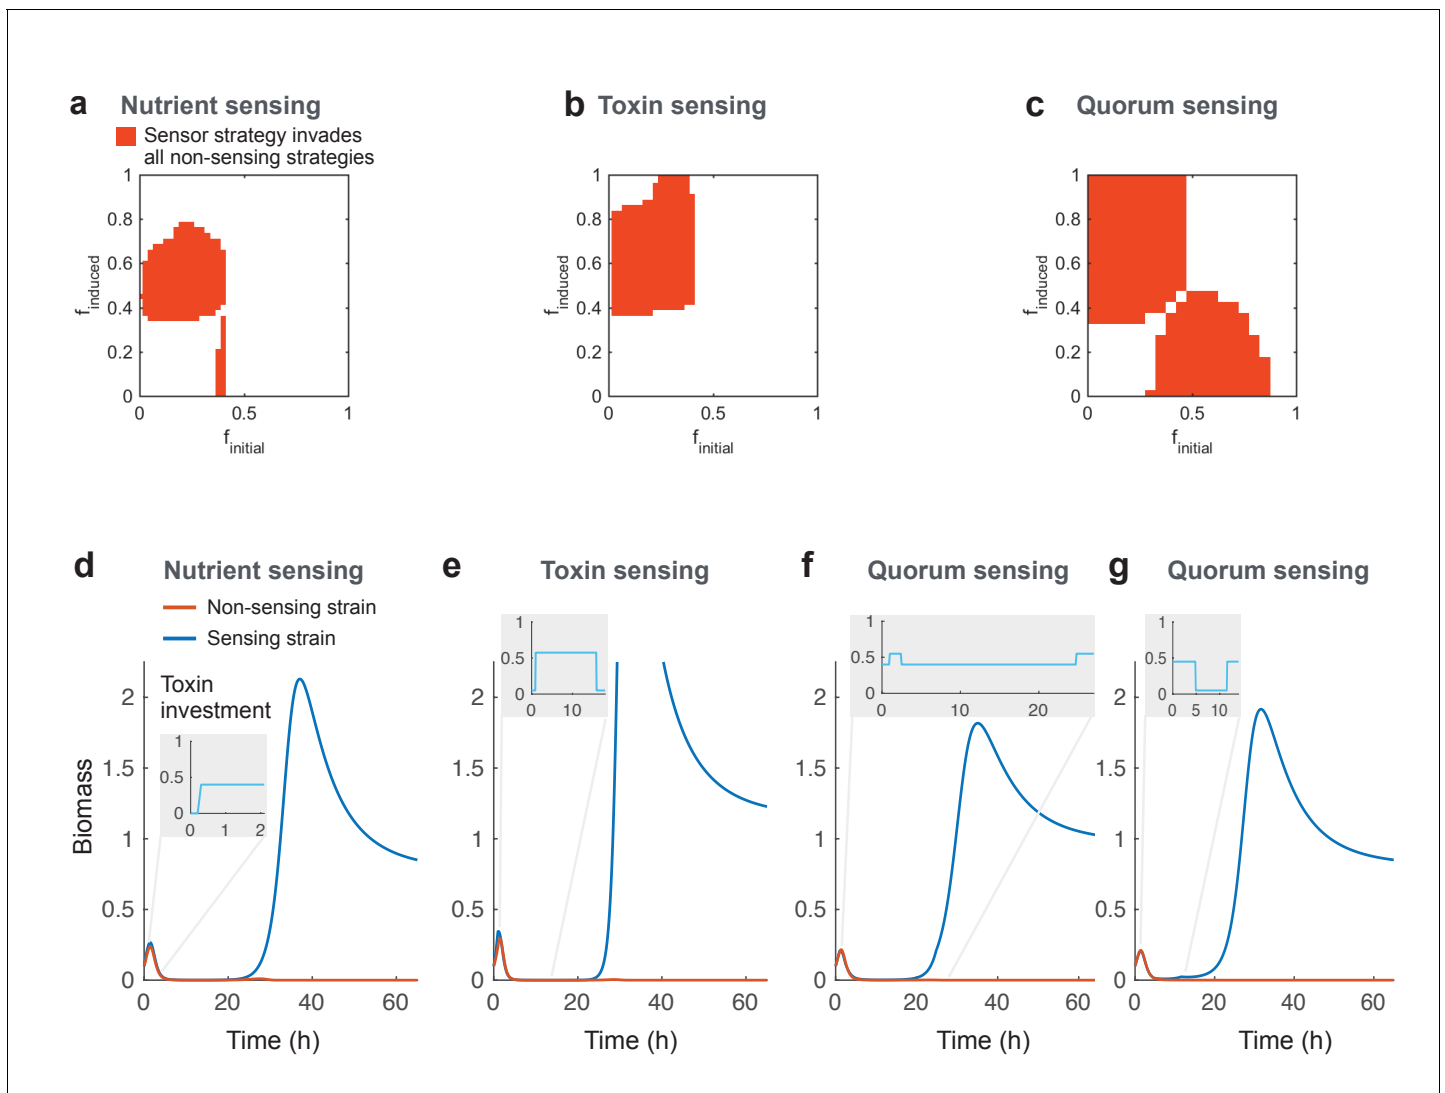 a Nutrient sensing
Sensor strategy invades
all non-sensing strategies
1
0.8
0.6
0.4
0.2
0
finduced
0 0.5 1
finitial
b Toxin sensing
1
0.8
0.6
0.4
0.2
0
finduced
0 0.5 1
finitial
c Quorum sensing
1
0.8
0.6
0.4
0.2
0
finduced
0 0.5 1
finitial
d Nutrient sensing
Non-sensing strain
Sensing strain
Toxin
investment
1
0.5
0
0 1 2
2
1.5
1
0.5
0
Biomass
0 20 40 60
Time (h)
e Toxin sensing
1
0.5
0
0 10
2
1.5
1
0.5
0
0 20 40 60
Time (h)
f Quorum sensing
1
0.5
0
0 10 20
2
1.5
1
0.5
0
0 20 40 60
g Quorum sensing
1
0.5
0
0 5 10
2
1.5
1
0.5
0
0 20 40 60
Time (h)